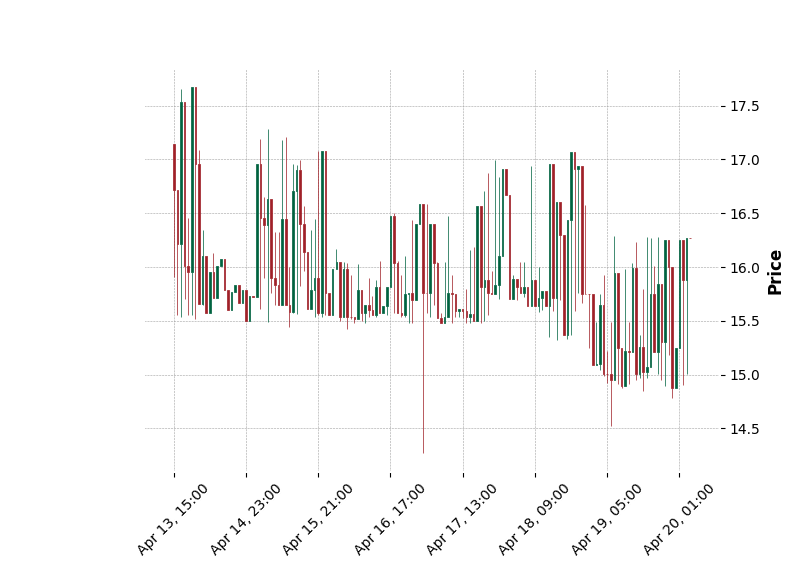 17.5
17.0
16.5
16.0
15.5
15.0
14.5
Price
Apr 13, 15:00
Apr 14, 23:00
Apr 15, 21:00
Apr 16, 17:00
Apr 17, 13:00
Apr 18, 09:00
Apr 19, 05:00
Apr 20, 01:00